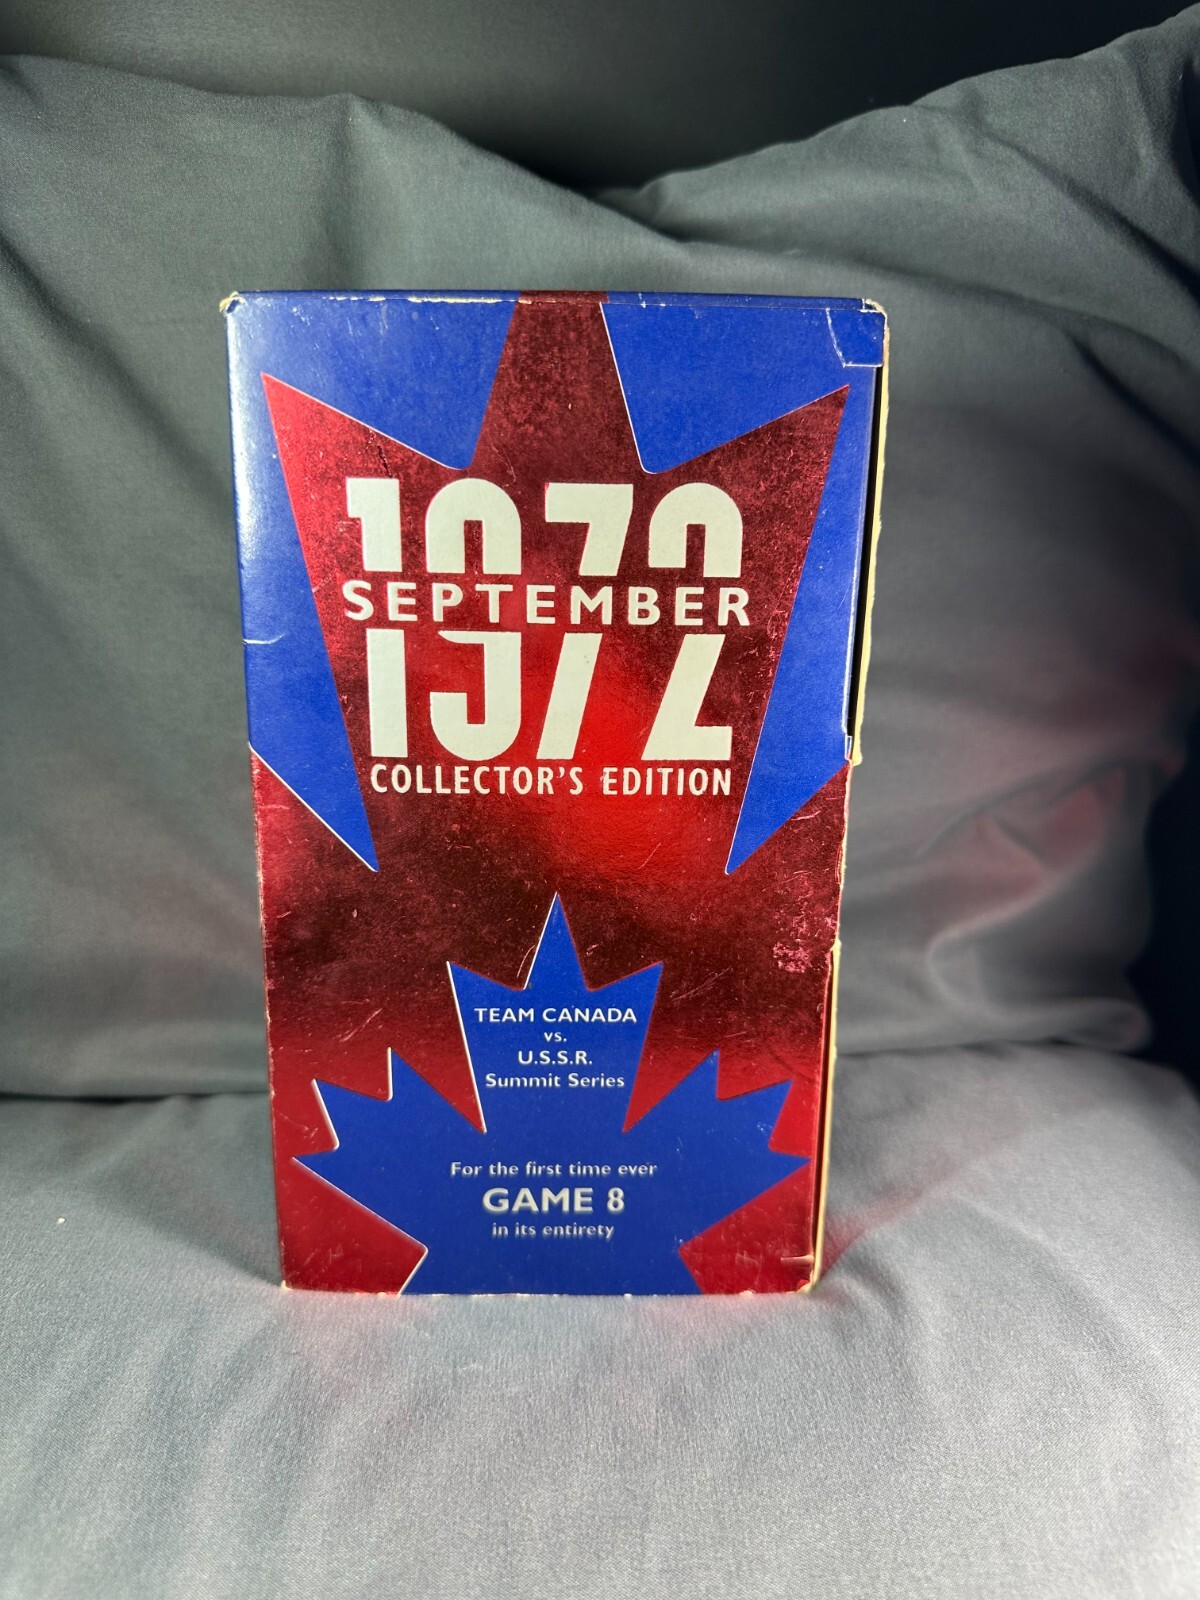 1972
SEPTEMBER
COLLECTOR'S EDITION
TEAM CANADA
vs.
U.S.S.R.
Summit Series
For the first time ever
GAME 8
in its entirety